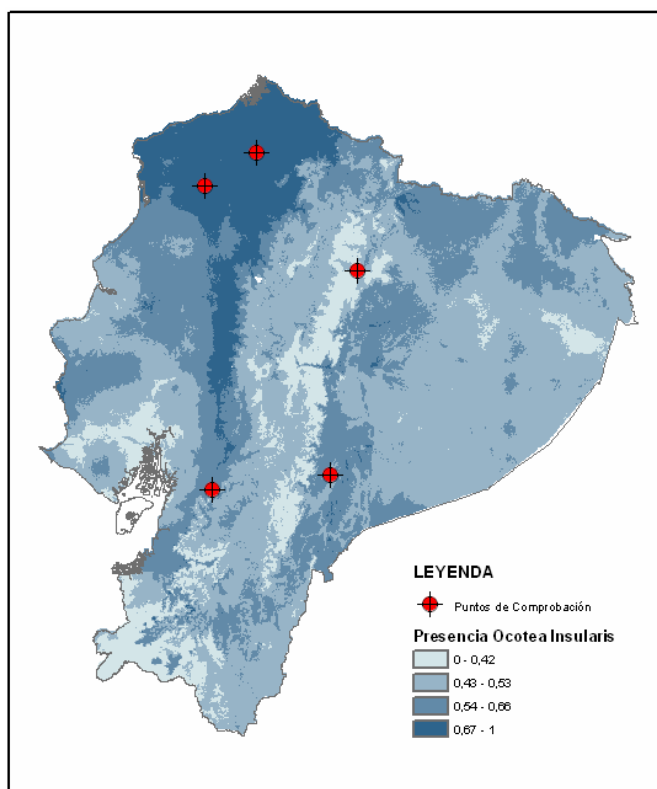 LEYENDA
Puntos de Comprobación
Presencia Ocotea Insularis
0 - 0,42
0,43 - 0,53
0,54 - 0,66
0,67 - 1